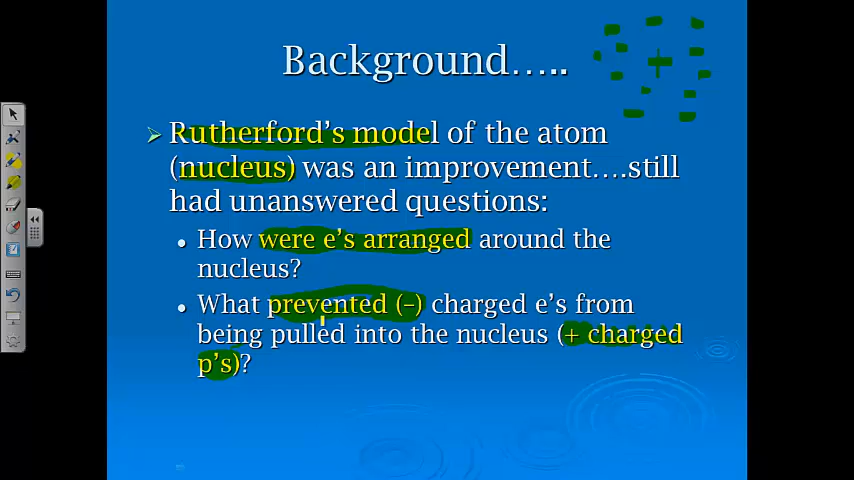 Background…..
Rutherford's model of the atom
(nucleus) was an improvement….still
had unanswered questions:
How were e's arranged around the
nucleus?
What prevented (-) charged e's from
being pulled into the nucleus (+ charged
p's)?